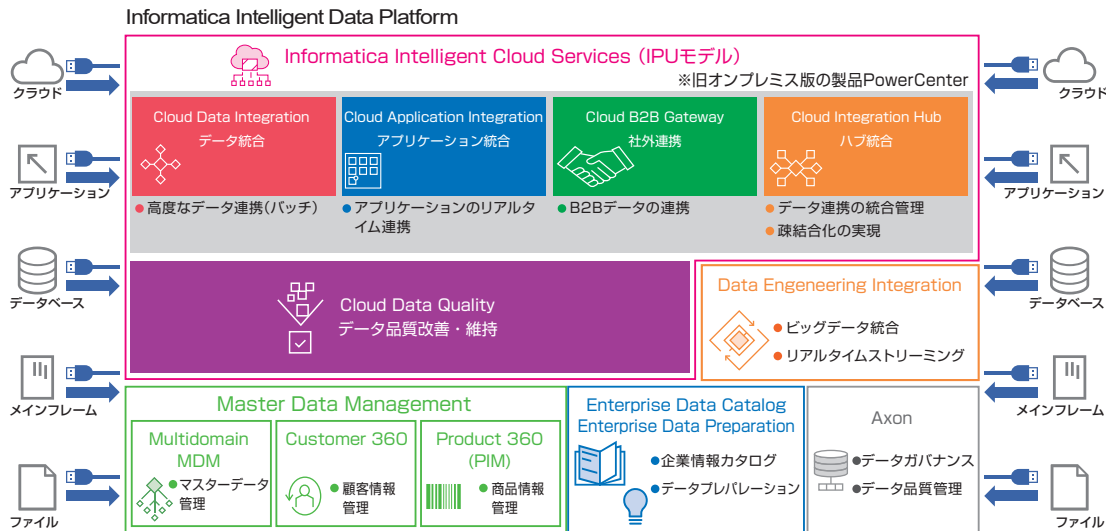 Informatica Intelligent Data Platform
Informatica Intelligent Cloud Services (IPUモデル)
※旧オンプレミス版の製品PowerCenter
クラウド
アプリケーション
データベース
メインフレーム
ファイル
Cloud Data Integration
データ統合
●高度なデータ連携(バッチ)
Cloud Application Integration
アプリケーション統合
●アプリケーションのリアルタ
イム連携
Cloud B2B Gateway
社外連携
●B2Bデータの連携
Cloud Integration Hub
ハブ統合
●データ連携の統合管理
●疎結合化の実現
Cloud Data Quality
データ品質改善・維持
Data Engeneering Integration
●ビッグデータ統合
●リアルタイムストリーミング
Master Data Management
Multidomain
MDM
●マスターデータ
管理
Customer 360
●顧客情報
管理
Product 360
(PIM)
●商品情報
管理
Enterprise Data Catalog
Enterprise Data Preparation
●企業情報カタログ
●データプレパレーション
Axon
●データガバナンス
●データ品質管理
クラウド
アプリケーション
データベース
メインフレーム
ファイル